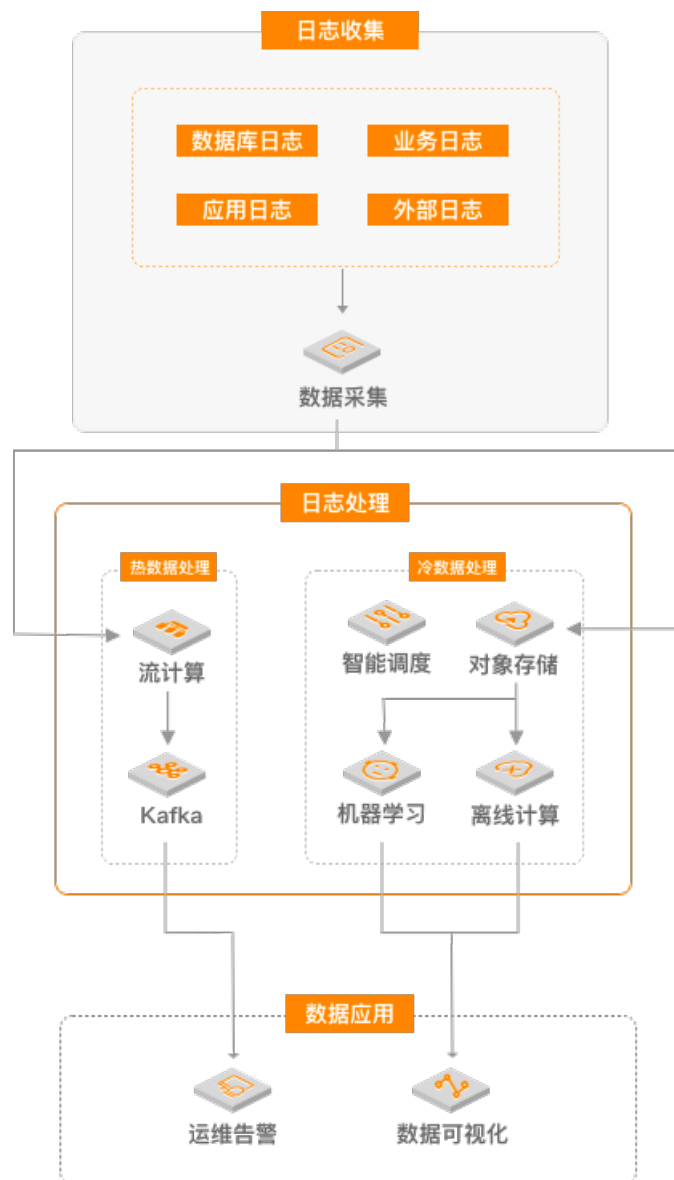 日志收集
数据库日志
业务日志
应用日志
外部日志
数据采集
日志处理
热数据处理
冷数据处理
流计算
智能调度
对象存储
Kafka
机器学习
离线计算
数据应用
运维告警
数据可视化